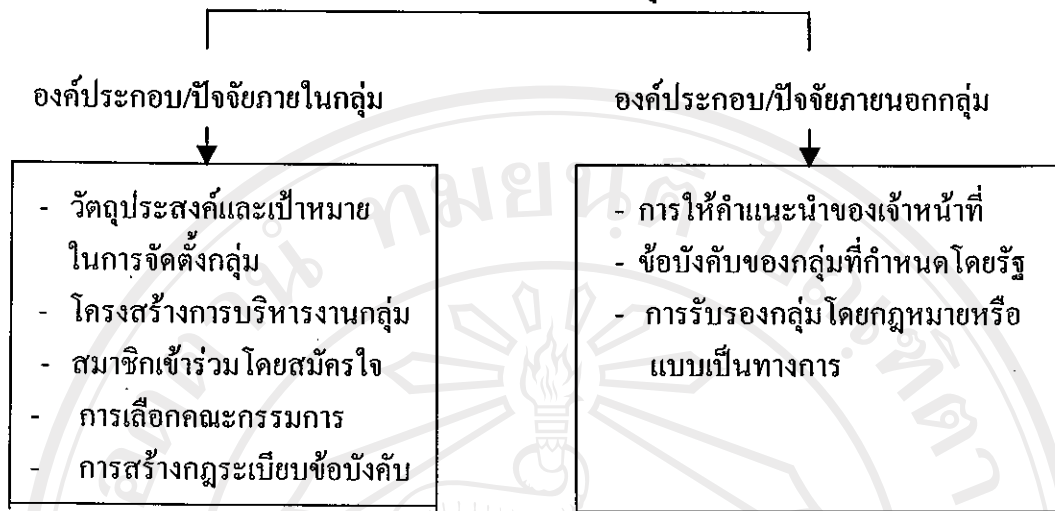 องค์ประกอบ/ปัจจัยภายในกลุ่ม
องค์ประกอบ/ปัจจัยภายนอกกลุ่ม
- วัตถุประสงค์และเป้าหมาย
ในการจัดตั้งกลุ่ม
- โครงสร้างการบริหารงานกลุ่ม
- สมาชิกเข้าร่วมโดยสมัครใจ
- การเลือกคณะกรรมการ
- การสร้างกฎระเบียบข้อบังคับ
- การให้คำแนะนำของเจ้าหน้าที่
- ข้อบังคับของกลุ่มที่กำหนดโดยรัฐ
- การรับรองกลุ่มโดยกฎหมายหรือ
แบบเป็นทางการ